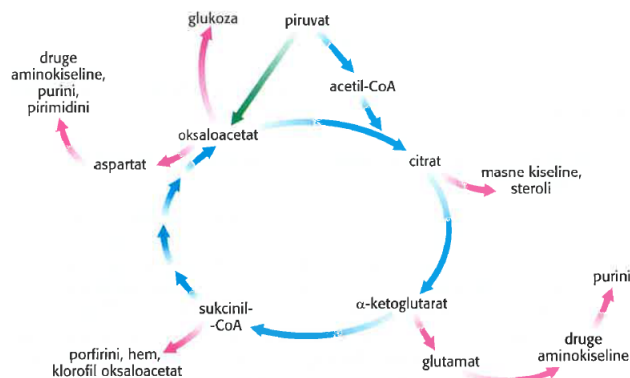 glukoza
piruvat
druge
aminokiseline,
purini,
pirimidini
acetil-CoA
oksaloacetat
aspartat
citrat
masne kiseline,
steroli
purini
sukcinil-
-CoA
α-ketoglutarat
porfirini, hem,
klorofil oksaloacetat
glutamat
druge
aminokiseline